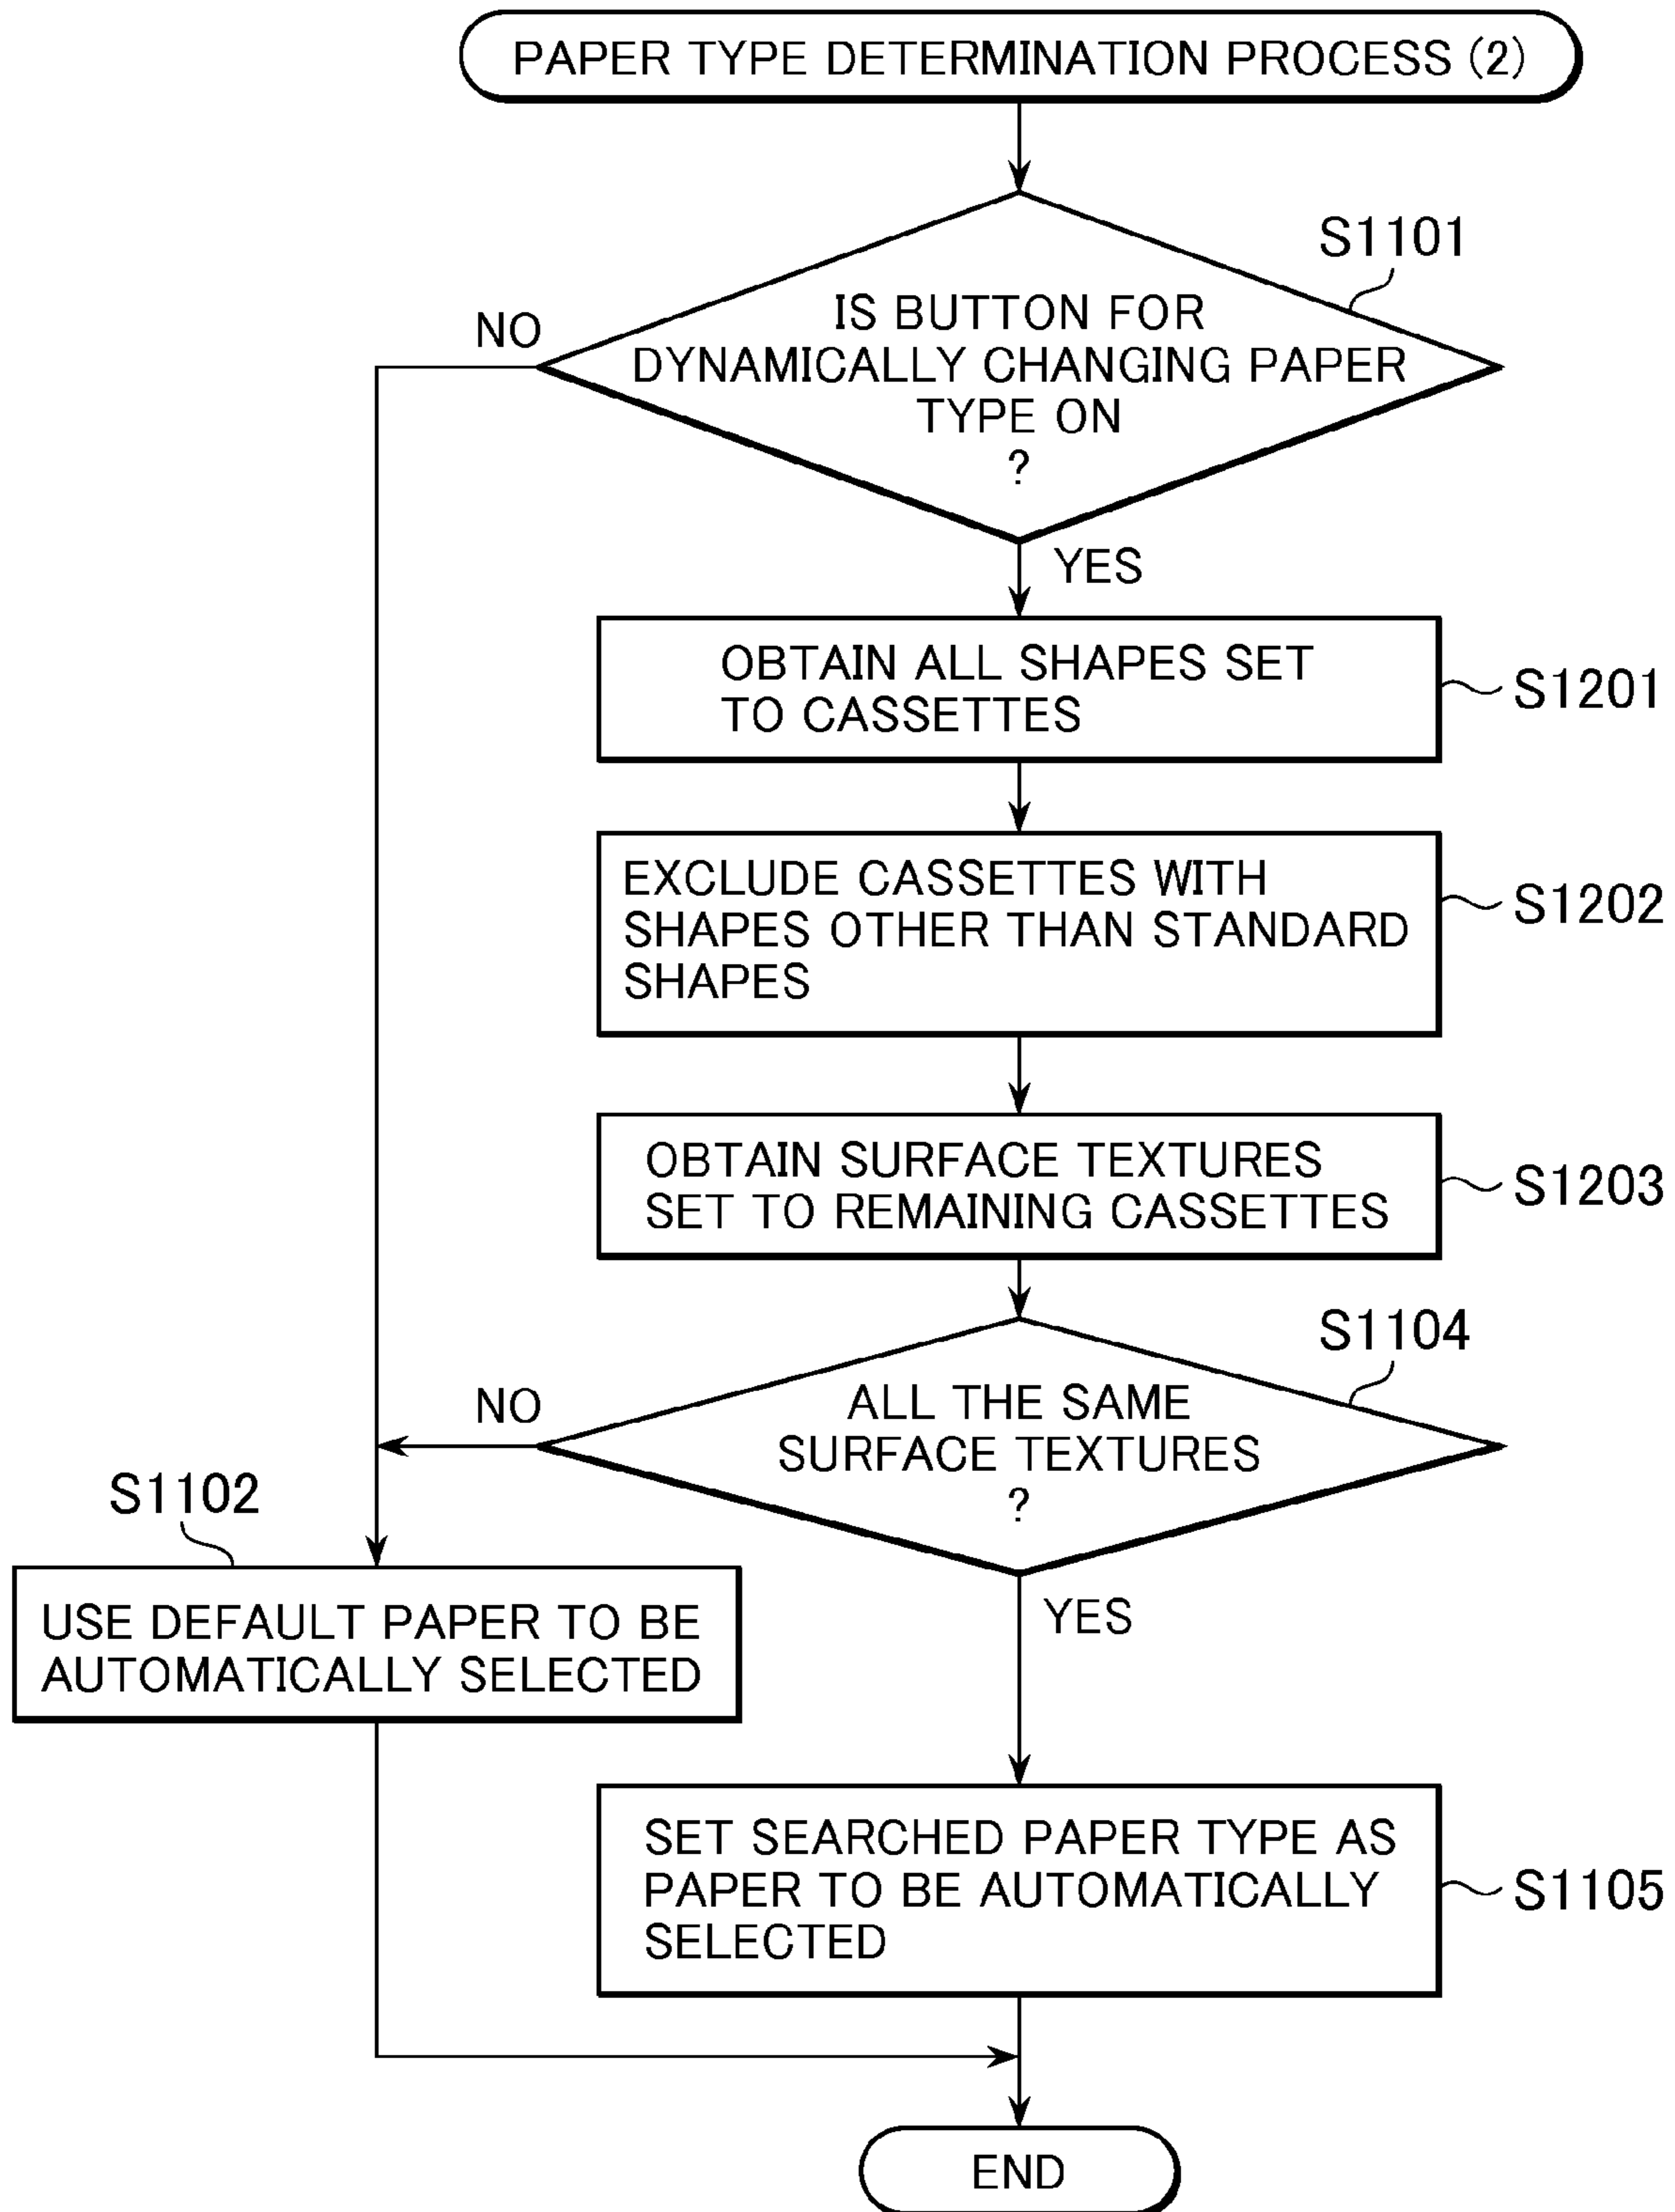 PAPER TYPE DETERMINATION PROCESS (2)
S1101
IS BUTTON FOR
DYNAMICALLY CHANGING PAPER
TYPE ON
?
NO
YES
OBTAIN ALL SHAPES SET
TO CASSETTES
S1201
EXCLUDE CASSETTES WITH
SHAPES OTHER THAN STANDARD
SHAPES
S1202
OBTAIN SURFACE TEXTURES
SET TO REMAINING CASSETTES
S1203
S1104
ALL THE SAME
SURFACE TEXTURES
?
NO
YES
S1102
USE DEFAULT PAPER TO BE
AUTOMATICALLY SELECTED
SET SEARCHED PAPER TYPE AS
PAPER TO BE AUTOMATICALLY
SELECTED
S1105
END